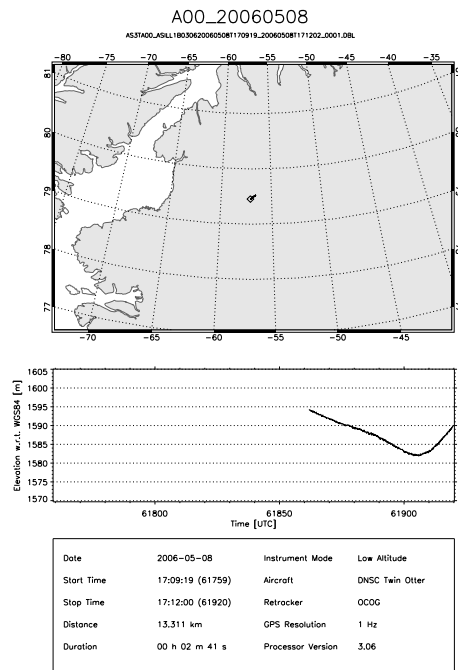 A00_20060508
AS3TA00_ASILL1B030620060508T170919_20060508T171202_0001.DBL
-80 -75 -70 -65 -60 -55 -50 -45 -40 -35
81
80
79
78
77
-70 -65 -60 -55 -50 -45
Elevation w.r.t. WGS84 [m]
1605
1600
1595
1590
1585
1580
1575
1570
61800 61850 61900
Time [UTC]
Date 2006-05-08 Instrument Mode Low Altitude
Start Time 17:09:19 (61759) Aircraft DNSC Twin Otter
Stop Time 17:12:00 (61920) Retracker OCOG
Distance 13.311 km GPS Resolution 1 Hz
Duration 00 h 02 m 41 s Processor Version 3.06